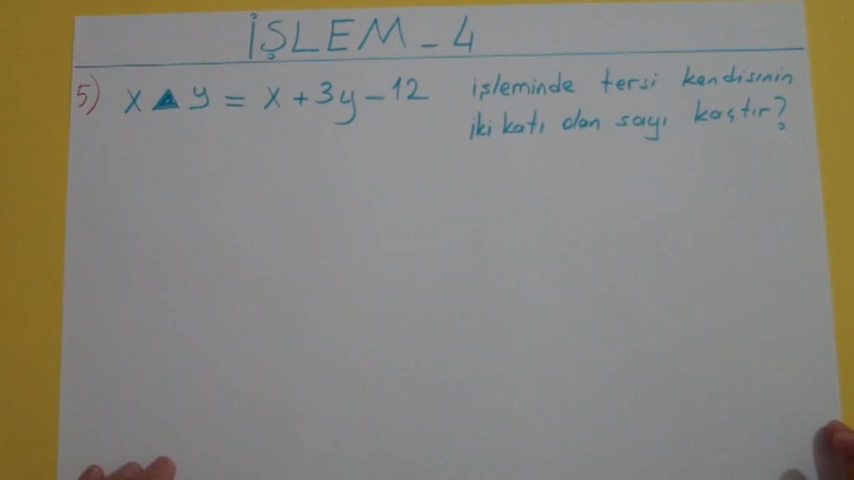 İŞLEM - 4
5) x ▲ y = x + 3y - 12 işleminde tersi kendisinin
iki katı olan sayı kaçtır?